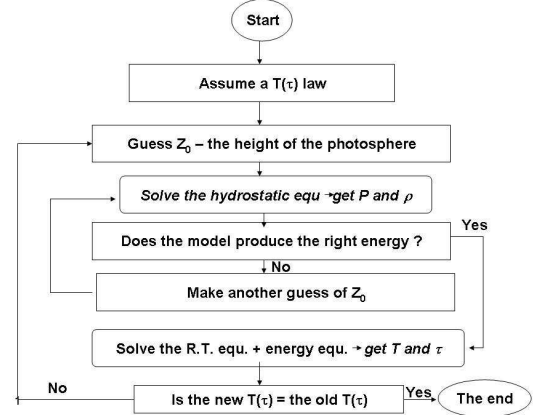 Start
Assume a T(τ) law
Guess Z₀ – the height of the photosphere
Solve the hydrostatic equ →get P and ρ
Yes
Does the model produce the right energy ?
No
Make another guess of Z₀
Solve the R.T. equ. + energy equ. → get T and τ
No
Is the new T(τ) = the old T(τ)
Yes
The end